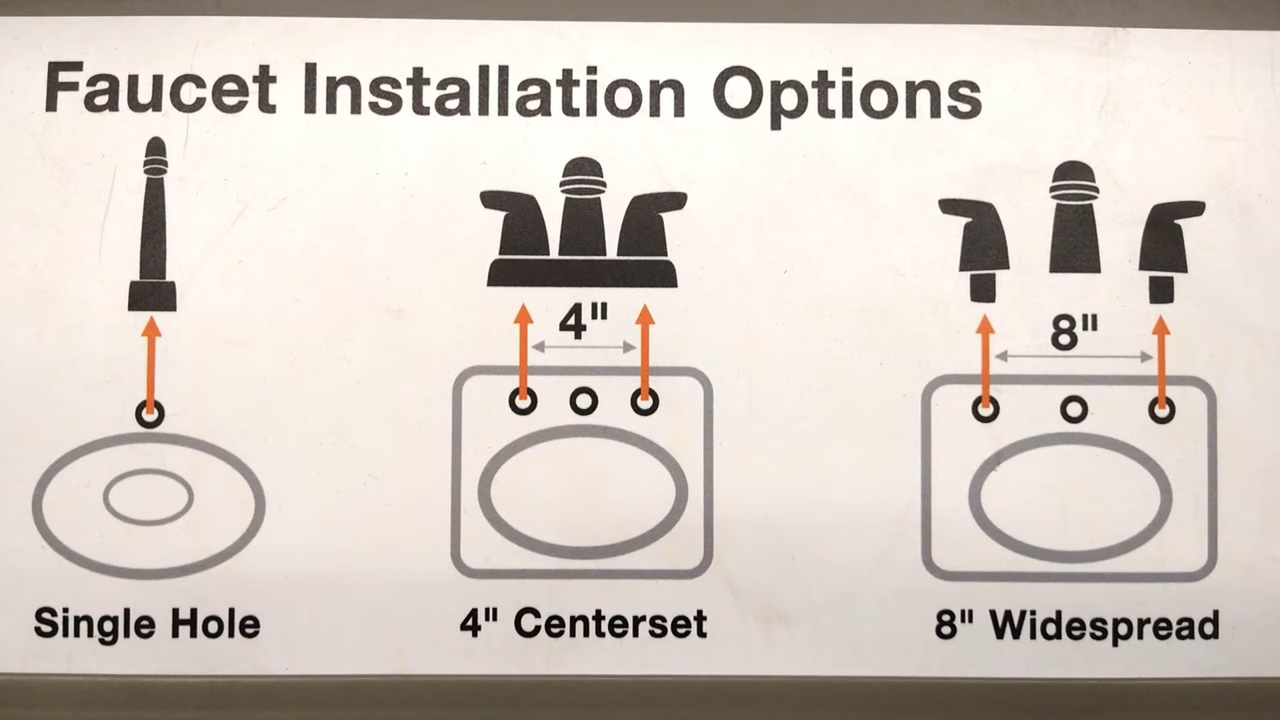 Faucet Installation Options
4"
8"
Single Hole
4" Centerset
8" Widespread